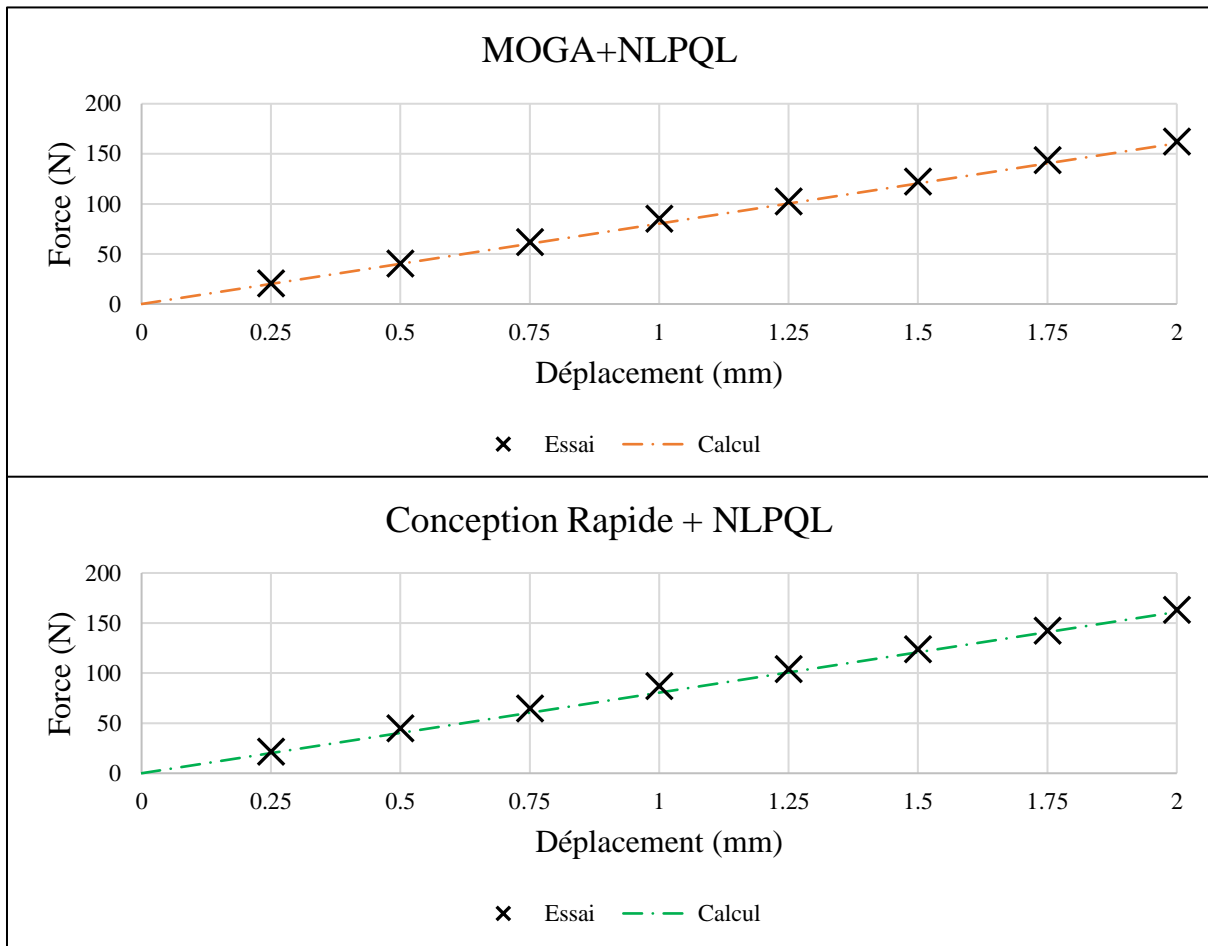 MOGA+NLPQL
200
150
100
50
0
Force (N)
0 0.25 0.5 0.75 1 1.25 1.5 1.75 2
Déplacement (mm)
Essai Calcul
Conception Rapide + NLPQL
200
150
100
50
0
Force (N)
0 0.25 0.5 0.75 1 1.25 1.5 1.75 2
Déplacement (mm)
Essai Calcul